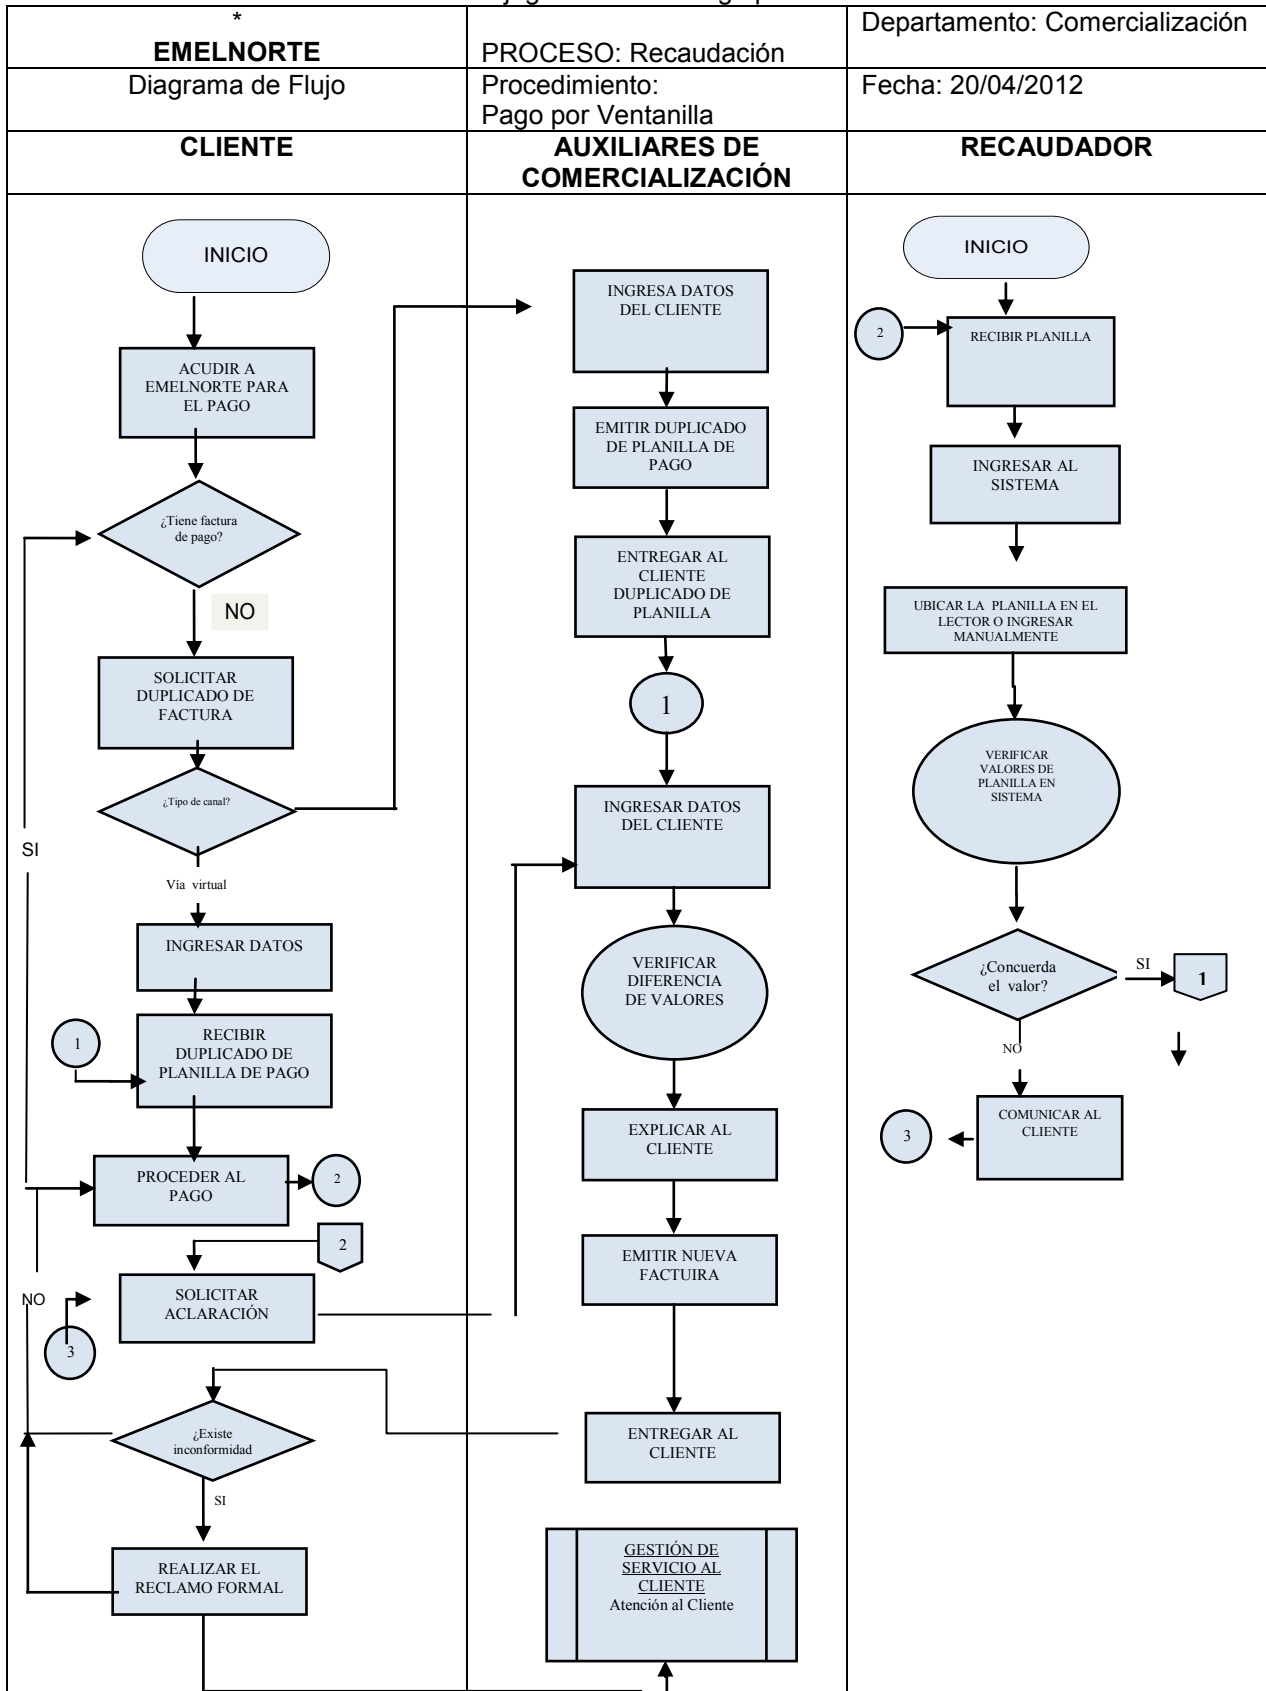 *
EMELNORTE
PROCESO: Recaudación
Departamento: Comercialización
Diagrama de Flujo
Procedimiento:
Pago por Ventanilla
Fecha: 20/04/2012
CLIENTE
AUXILIARES DE
COMERCIALIZACIÓN
RECAUDADOR
INICIO
ACUDIR A
EMELNORTE PARA
EL PAGO
¿Tiene factura
de pago?
NO
SOLICITAR
DUPLICADO DE
FACTURA
¿Tipo de canal?
SI
Vía virtual
INGRESAR DATOS
1
RECIBIR
DUPLICADO DE
PLANILLA DE PAGO
PROCEDER AL
PAGO
2
2
SOLICITAR
ACLARACIÓN
NO
3
¿Existe
inconformidad
SI
REALIZAR EL
RECLAMO FORMAL
INGRESA DATOS
DEL CLIENTE
EMITIR DUPLICADO
DE PLANILLA DE
PAGO
ENTREGAR AL
CLIENTE
DUPLICADO DE
PLANILLA
1
INGRESAR DATOS
DEL CLIENTE
VERIFICAR
DIFERENCIA
DE VALORES
EXPLICAR AL
CLIENTE
EMITIR NUEVA
FACTUIRA
ENTREGAR AL
CLIENTE
GESTIÓN DE
SERVICIO AL
CLIENTE
Atención al Cliente
INICIO
2
RECIBIR PLANILLA
INGRESAR AL
SISTEMA
UBICAR LA PLANILLA EN EL
LECTOR O INGRESAR
MANUALMENTE
VERIFICAR
VALORES DE
PLANILLA EN
SISTEMA
¿Concuerda
el valor?
SI
1
NO
COMUNICAR AL
CLIENTE
3